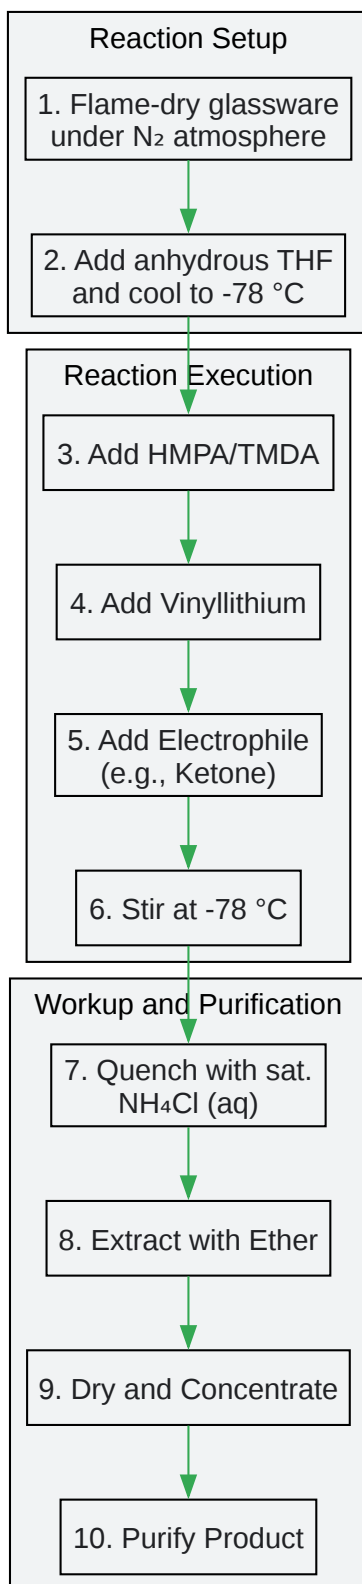 Reaction Setup
1. Flame-dry glassware
under N₂ atmosphere
2. Add anhydrous THF
and cool to -78 °C
Reaction Execution
3. Add HMPA/TMDA
4. Add Vinyllithium
5. Add Electrophile
(e.g., Ketone)
6. Stir at -78 °C
Workup and Purification
7. Quench with sat.
NH₄Cl (aq)
8. Extract with Ether
9. Dry and Concentrate
10. Purify Product